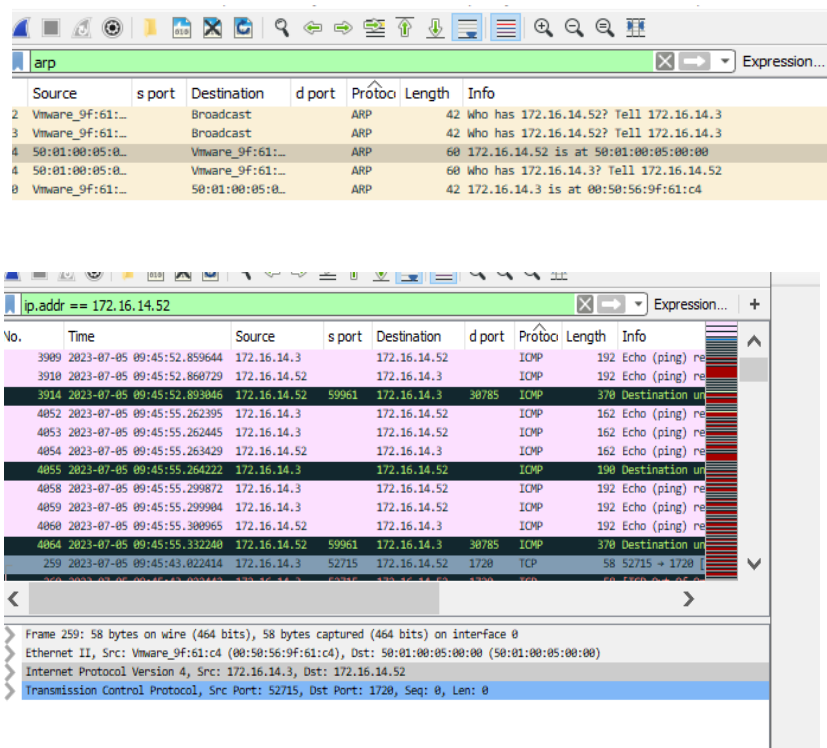 arp Expression...
Source s port Destination d port Protocol Length Info
2 Vmware_9f:61:… Broadcast ARP 42 Who has 172.16.14.52? Tell 172.16.14.3
3 Vmware_9f:61:… Broadcast ARP 42 Who has 172.16.14.52? Tell 172.16.14.3
4 50:01:00:05:0… Vmware_9f:61:… ARP 60 172.16.14.52 is at 50:01:00:05:00:00
4 50:01:00:05:0… Vmware_9f:61:… ARP 60 Who has 172.16.14.3? Tell 172.16.14.52
0 Vmware_9f:61:… 50:01:00:05:0… ARP 42 172.16.14.3 is at 00:50:56:9f:61:c4
ip.addr == 172.16.14.52 Expression... +
No. Time Source s port Destination d port Protoco Length Info
3909 2023-07-05 09:45:52.859644 172.16.14.3 172.16.14.52 ICMP 192 Echo (ping) re
3910 2023-07-05 09:45:52.860729 172.16.14.52 172.16.14.3 ICMP 192 Echo (ping) re
3914 2023-07-05 09:45:52.893046 172.16.14.52 59961 172.16.14.3 30785 ICMP 370 Destination un
4052 2023-07-05 09:45:55.262395 172.16.14.3 172.16.14.52 ICMP 162 Echo (ping) re
4053 2023-07-05 09:45:55.262445 172.16.14.3 172.16.14.52 ICMP 162 Echo (ping) re
4054 2023-07-05 09:45:55.263429 172.16.14.52 172.16.14.3 ICMP 162 Echo (ping) re
4055 2023-07-05 09:45:55.264222 172.16.14.52 172.16.14.3 ICMP 190 Destination un
4058 2023-07-05 09:45:55.299872 172.16.14.3 172.16.14.52 ICMP 192 Echo (ping) re
4059 2023-07-05 09:45:55.299904 172.16.14.3 172.16.14.52 ICMP 192 Echo (ping) re
4060 2023-07-05 09:45:55.300965 172.16.14.52 172.16.14.3 ICMP 192 Echo (ping) re
4064 2023-07-05 09:45:55.332240 172.16.14.52 59961 172.16.14.3 30785 ICMP 370 Destination un
259 2023-07-05 09:45:43.022414 172.16.14.3 52715 172.16.14.52 1720 TCP 58 52715 → 1720 [
Frame 259: 58 bytes on wire (464 bits), 58 bytes captured (464 bits) on interface 0
Ethernet II, Src: Vmware_9f:61:c4 (00:50:56:9f:61:c4), Dst: 50:01:00:05:00:00 (50:01:00:05:00:00)
Internet Protocol Version 4, Src: 172.16.14.3, Dst: 172.16.14.52
Transmission Control Protocol, Src Port: 52715, Dst Port: 1720, Seq: 0, Len: 0